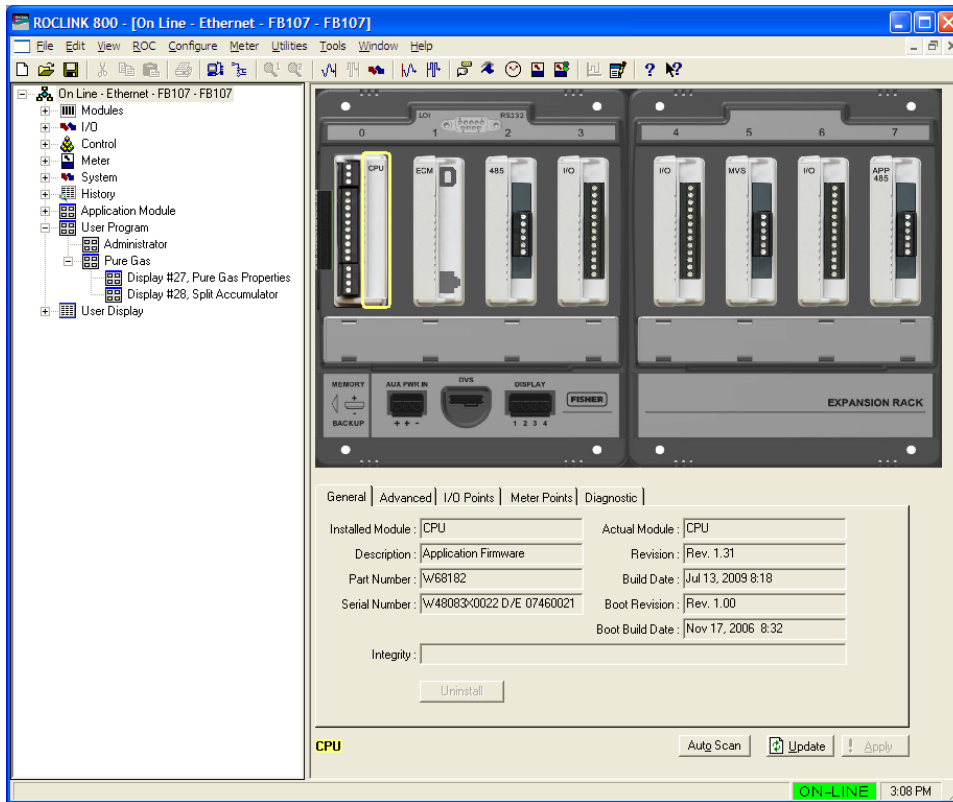 ROCLINK 800 - [On Line - Ethernet - FB107 - FB107]
File Edit View ROC Configure Meter Utilities Tools Window Help
On Line - Ethernet - FB107 - FB107
Modules
I/O
Control
Meter
System
History
Application Module
User Program
Administrator
Pure Gas
Display #27, Pure Gas Properties
Display #28, Split Accumulator
User Display
LOI RS232
0 1 2 3 4 5 6 7
CPU ECM 485 I/O I/O MVS I/O APP 485
D
MEMORY BACKUP
AUX PWR IN
+ + -
DVS
DISPLAY
1 2 3 4
FISHER
EXPANSION RACK
General Advanced I/O Points Meter Points Diagnostic
Installed Module : CPU Actual Module : CPU
Description : Application Firmware Revision : Rev. 1.31
Part Number : W68182 Build Date : Jul 13, 2009 8:18
Serial Number : W48083X0022 D/E 07460021 Boot Revision : Rev. 1.00
Boot Build Date : Nov 17, 2006 8:32
Integrity :
Uninstall
CPU Auto Scan Update ! Apply
ON-LINE 3:08 PM